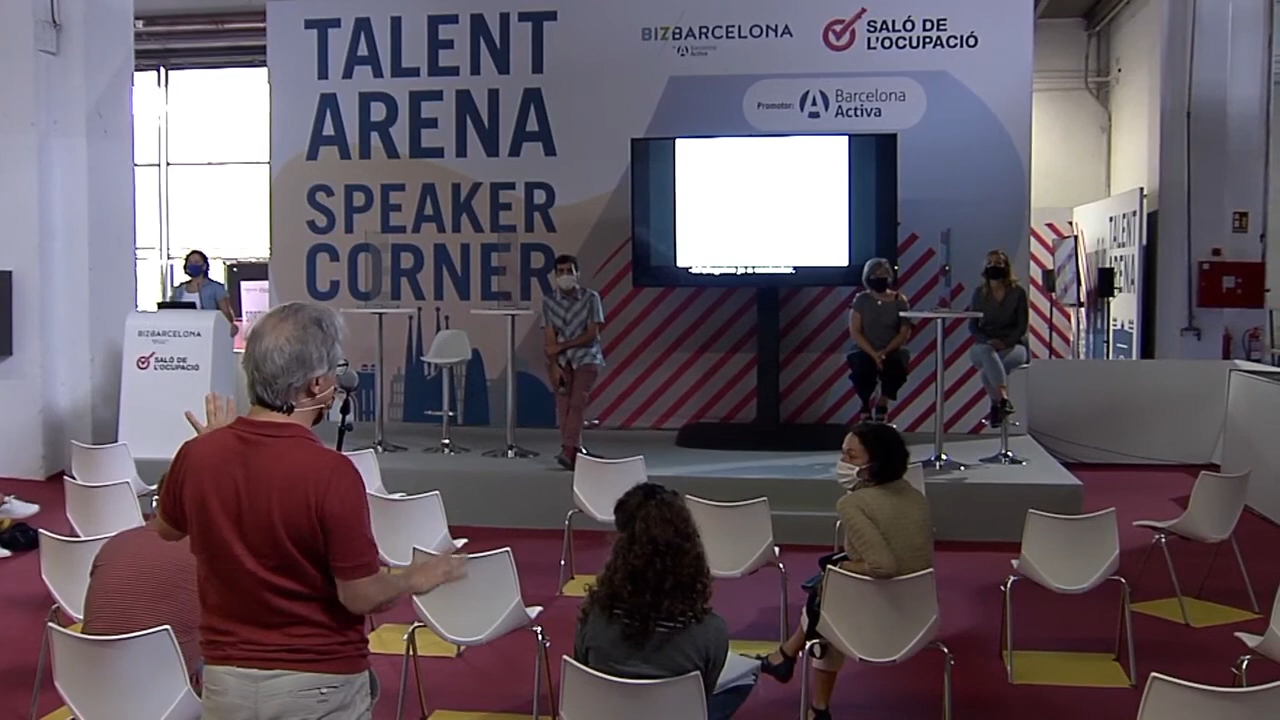 TALENT
ARENA
SPEAKER
CORNER
BIZBARCELONA
SALÓ DE
L'OCUPACIÓ
Promotor:
Barcelona
Activa
BIZBARCELONA
SALÓ DE
L'OCUPACIÓ
TALENT
ARENA